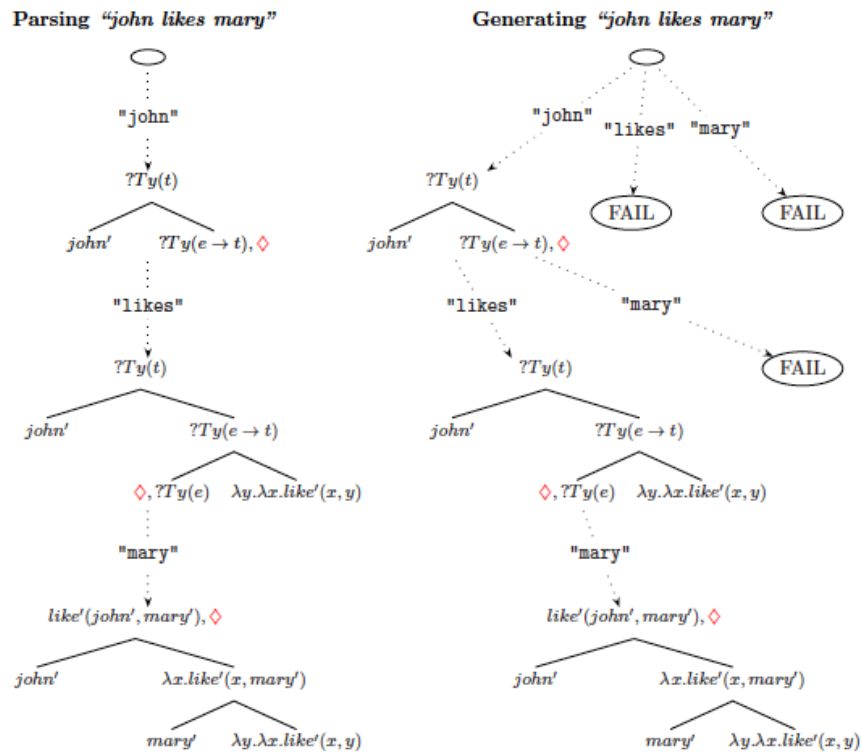 Parsing “john likes mary” Generating “john likes mary”
"john" "john" "likes" "mary"
?Ty(t) ?Ty(t) FAIL FAIL
john′ ?Ty(e → t), ◊ john′ ?Ty(e → t), ◊
"likes" "likes" "mary"
?Ty(t) ?Ty(t) FAIL
john′ ?Ty(e → t) john′ ?Ty(e → t)
◊, ?Ty(e) λy.λx.like′(x, y) ◊, ?Ty(e) λy.λx.like′(x, y)
"mary" "mary"
like′(john′, mary′), ◊ like′(john′, mary′), ◊
john′ λx.like′(x, mary′) john′ λx.like′(x, mary′)
mary′ λy.λx.like′(x, y) mary′ λy.λx.like′(x, y)